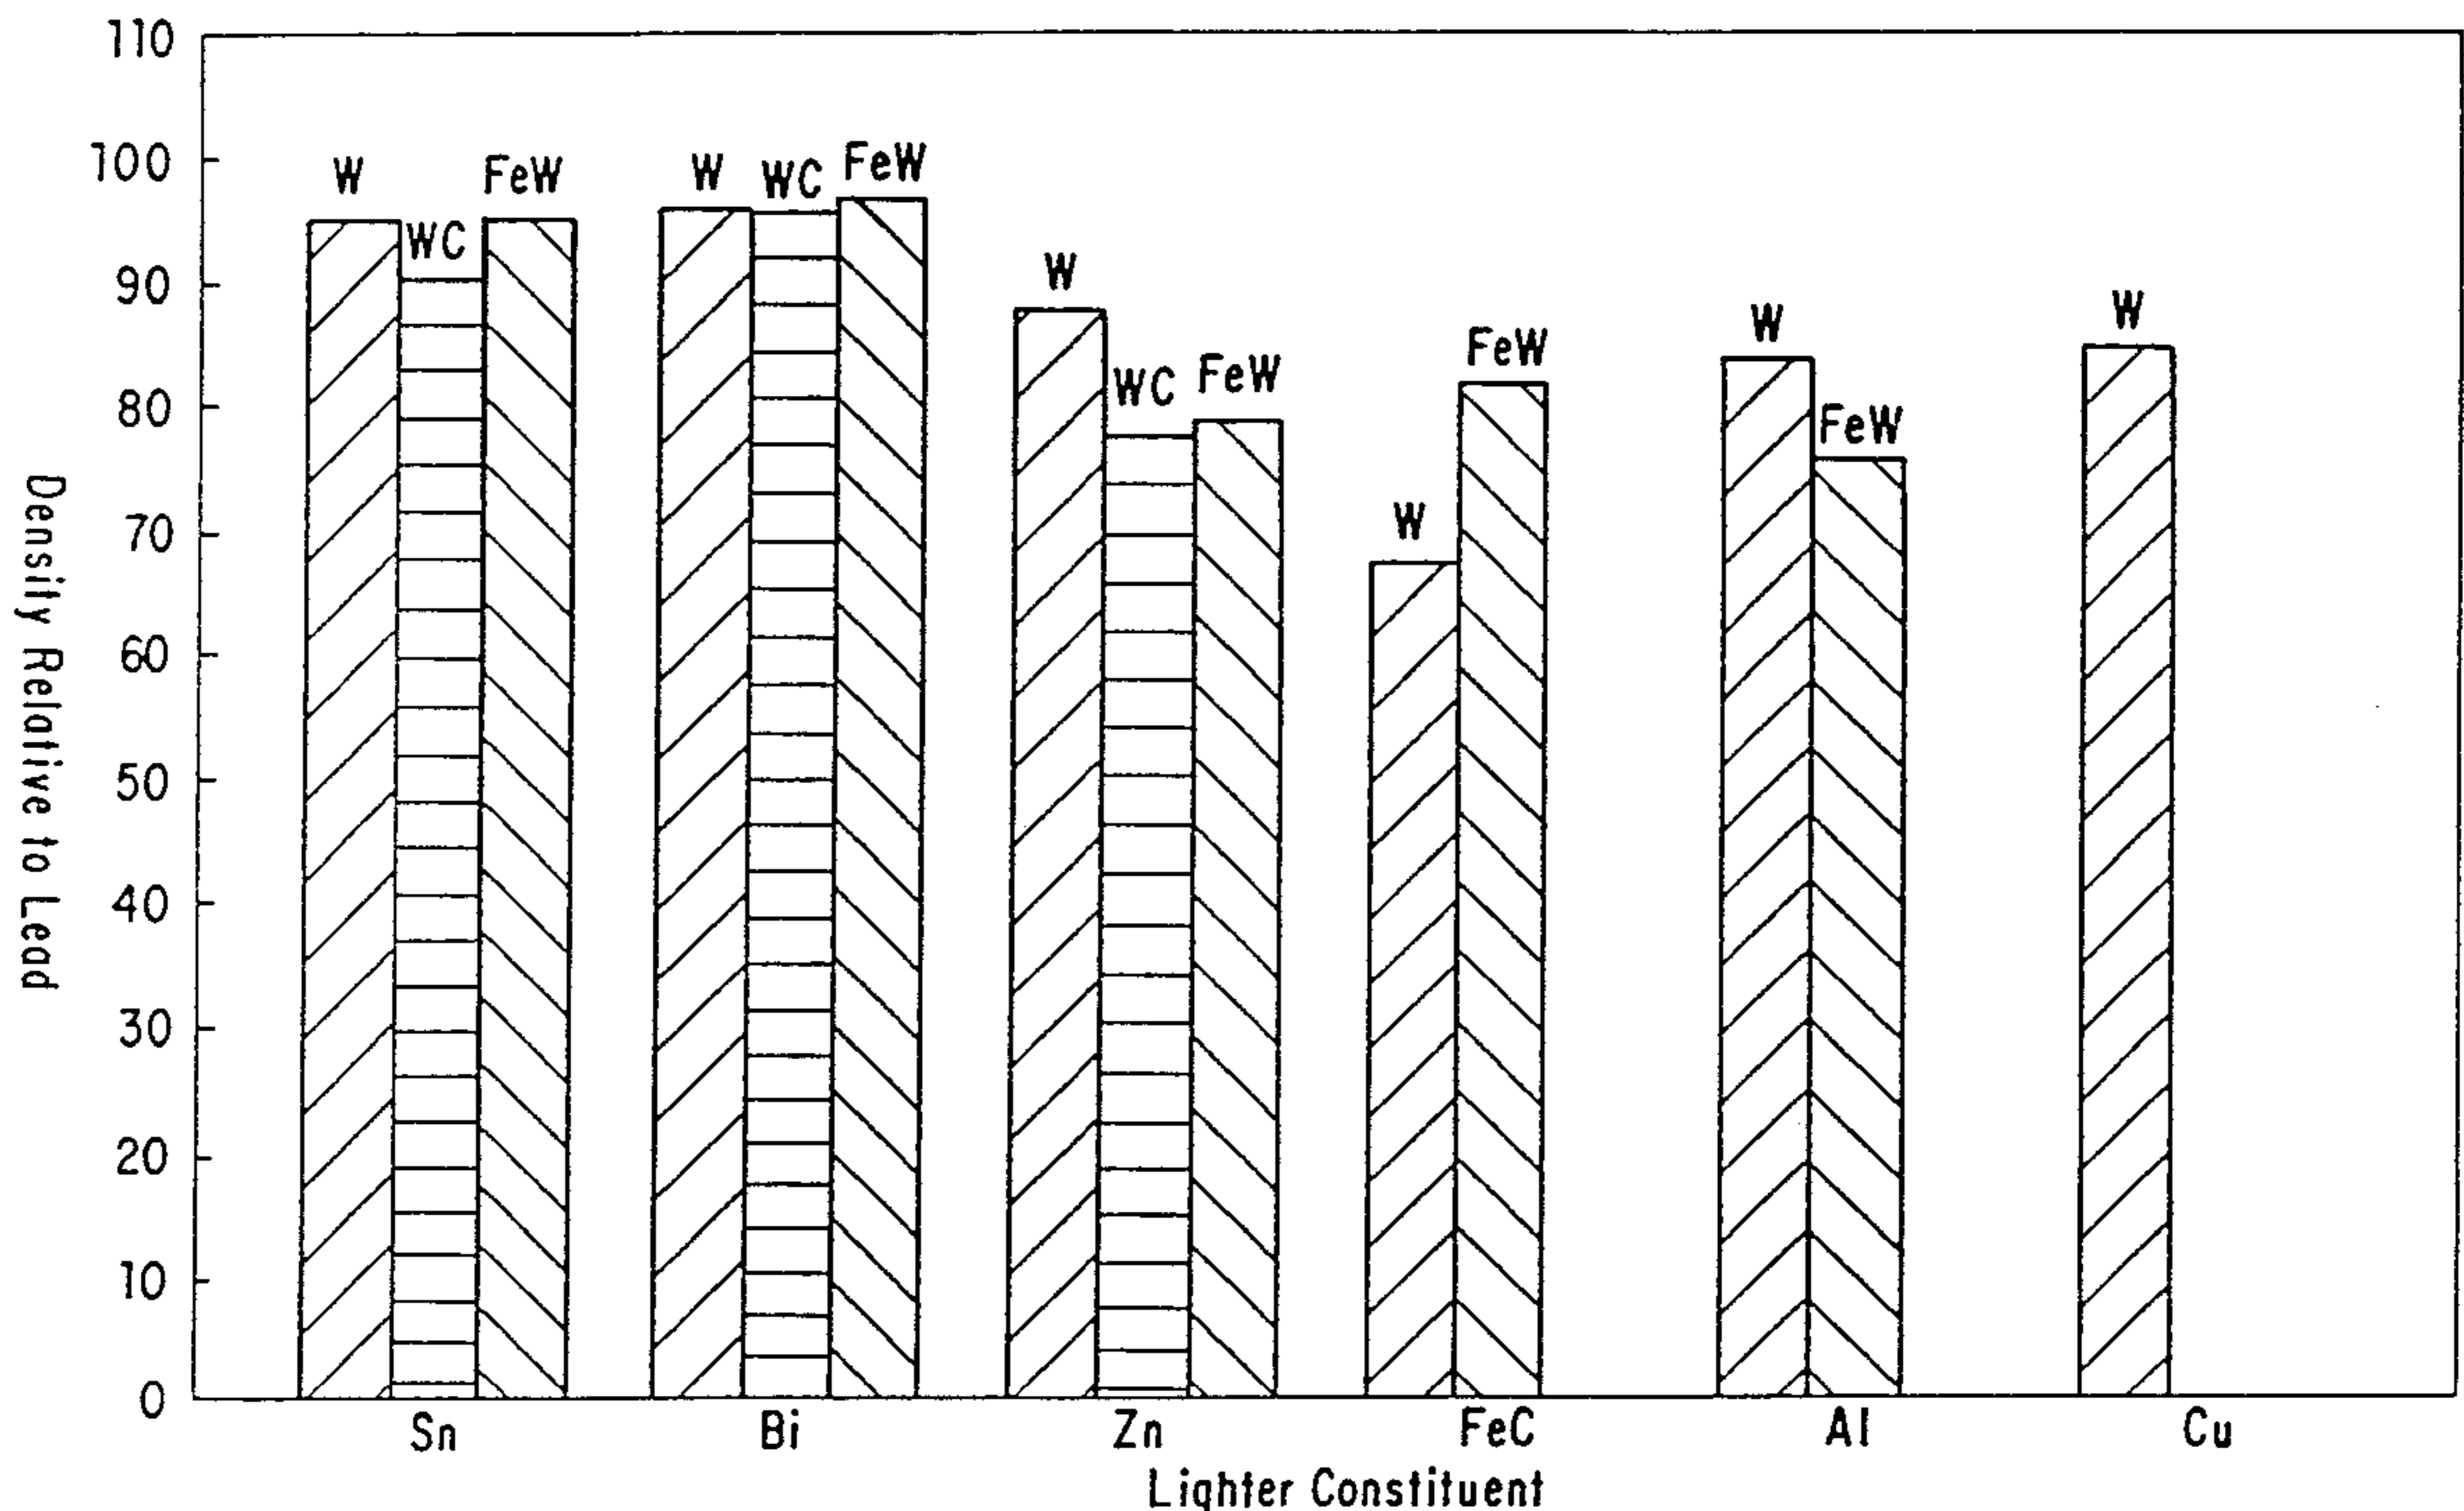 110
100
90
80
70
60
50
40
30
20
10
0
Density Relative to Lead
W WC FeW
W WC FeW
W WC FeW
W FeW
W FeW
W
Sn Bi Zn FeC Al Cu
Lighter Constituent